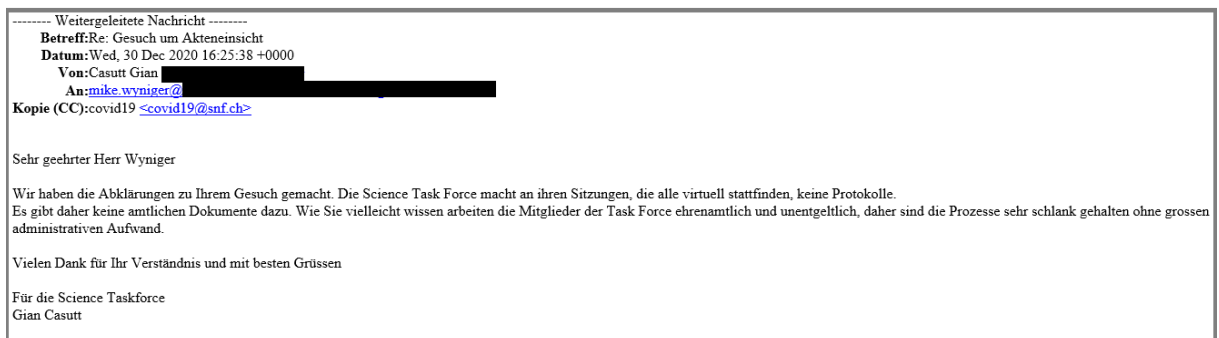 -------- Weitergeleitete Nachricht --------
Betreff:Re: Gesuch um Akteneinsicht
Datum:Wed, 30 Dec 2020 16:25:38 +0000
Von:Casutt Gian
An:mike.wyniger@
Kopie (CC):covid19 <covid19@snf.ch>
Sehr geehrter Herr Wyniger
Wir haben die Abklärungen zu Ihrem Gesuch gemacht. Die Science Task Force macht an ihren Sitzungen, die alle virtuell stattfinden, keine Protokolle.
Es gibt daher keine amtlichen Dokumente dazu. Wie Sie vielleicht wissen arbeiten die Mitglieder der Task Force ehrenamtlich und unentgeltlich, daher sind die Prozesse sehr schlank gehalten ohne grossen
administrativen Aufwand.
Vielen Dank für Ihr Verständnis und mit besten Grüssen
Für die Science Taskforce
Gian Casutt